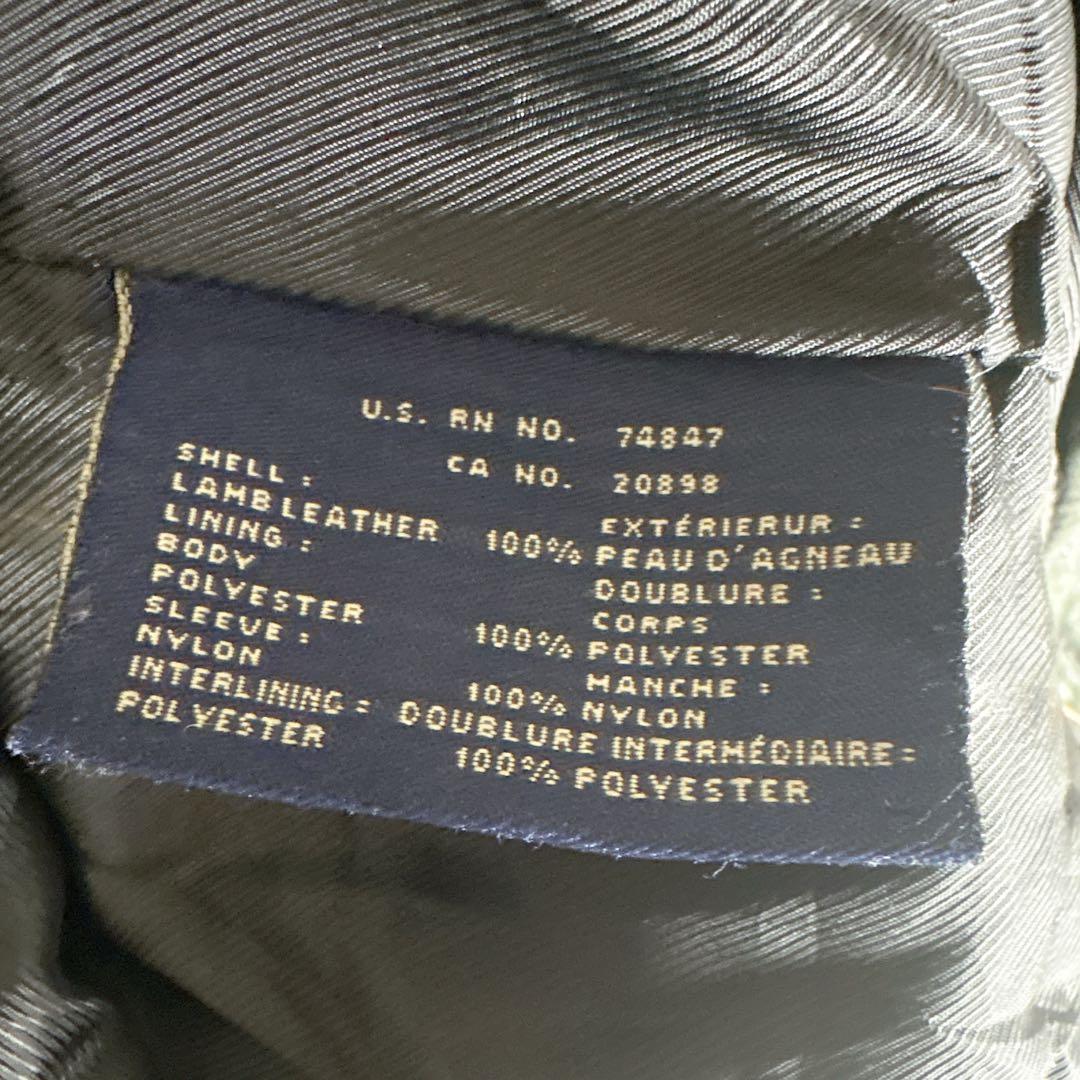 U.S. RN NO. 74847
CA NO. 20898
SHELL :
LAMB LEATHER
LINING :
BODY
POLYESTER
SLEEVE :
NYLON
INTERLINING :
POLYESTER
100%
100%
100%
100%
EXTÉRIERUR :
PEAU D'AGNEAU
DOUBLURE :
CORPS
POLYESTER
MANCHE :
NYLON
DOUBLURE INTERMÉDIAIRE :
POLYESTER